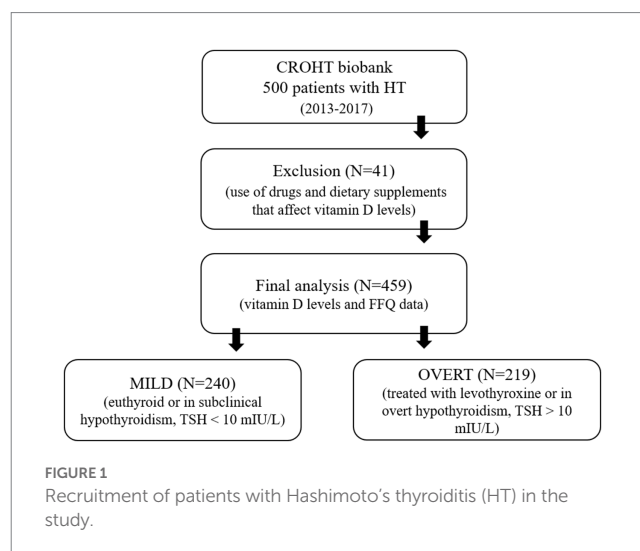 CROHT biobank
500 patients with HT
(2013-2017)
Exclusion (N=41)
(use of drugs and dietary supplements
that affect vitamin D levels)
Final analysis (N=459)
(vitamin D levels and FFQ data)
MILD (N=240)
(euthyroid or in subclinical
hypothyroidism, TSH < 10 mIU/L)
OVERT (N=219)
(treated with levothyroxine or in
overt hypothyroidism, TSH > 10
mIU/L)
FIGURE 1
Recruitment of patients with Hashimoto’s thyroiditis (HT) in the
study.